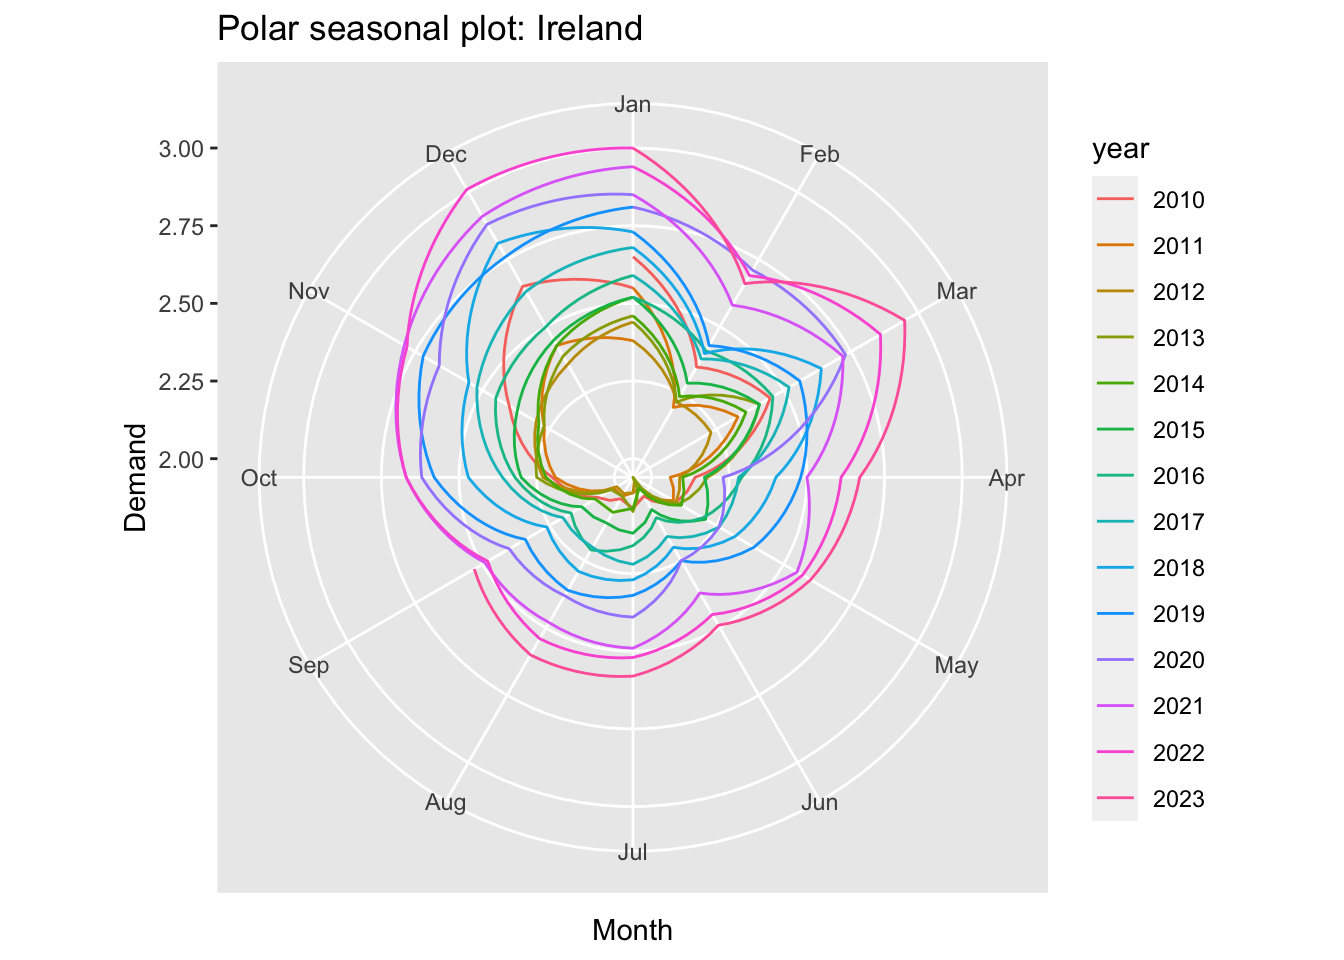 Polar seasonal plot: Ireland
Jan
Feb
Mar
Apr
May
Jun
Jul
Aug
Sep
Oct
Nov
Dec
3.00
2.75
2.50
2.25
2.00
Demand
Month
year
2010
2011
2012
2013
2014
2015
2016
2017
2018
2019
2020
2021
2022
2023